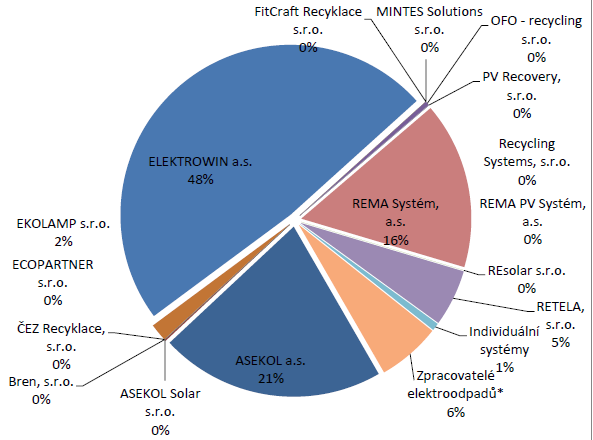 FitCraft Recyklace
s.r.o.
0%
MINTES Solutions
s.r.o.
0%
OFO - recycling
s.r.o.
0%
PV Recovery,
s.r.o.
0%
Recycling
Systems, s.r.o.
0%
REMA Systém,
a.s.
16%
REMA PV Systém,
a.s.
0%
REsolar s.r.o.
0%
RETELA,
s.r.o.
5%
Individuální
systémy
1%
Zpracovatelé
elektroodpadů*
6%
ASEKOL a.s.
21%
ASEKOL Solar
s.r.o.
0%
Bren, s.r.o.
0%
ČEZ Recyklace,
s.r.o.
0%
ECOPARTNER
s.r.o.
0%
EKOLAMP s.r.o.
2%
ELEKTROWIN a.s.
48%